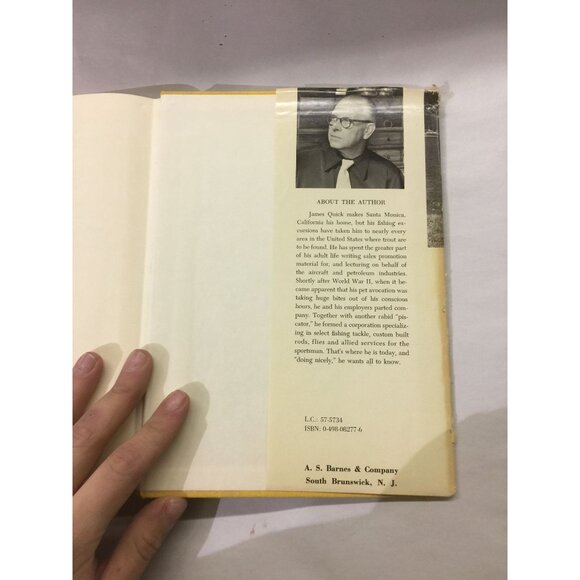 ABOUT THE AUTHOR
James Quick makes Santa Monica,
California his home, but his fishing ex-
cursions have taken him to nearly every
area in the United States where trout are
to be found. He has spent the greater part
of his adult life writing sales promotion
material for, and lecturing on behalf of
the aircraft and petroleum industries.
Shortly after World War II, when it be-
came apparent that his pet avocation was
taking huge bites out of his conscious
hours, he and his employers parted com-
pany. Together with another rabid "pis-
cator," he formed a corporation specializ-
ing in select fishing tackle, custom built
rods, flies and allied services for the
sportsman. That's where he is today, and
"doing nicely," he wants all to know.
L.C.: 57-5734
ISBN: 0-498-08277-6
A. S. Barnes & Company
South Brunswick, N. J.